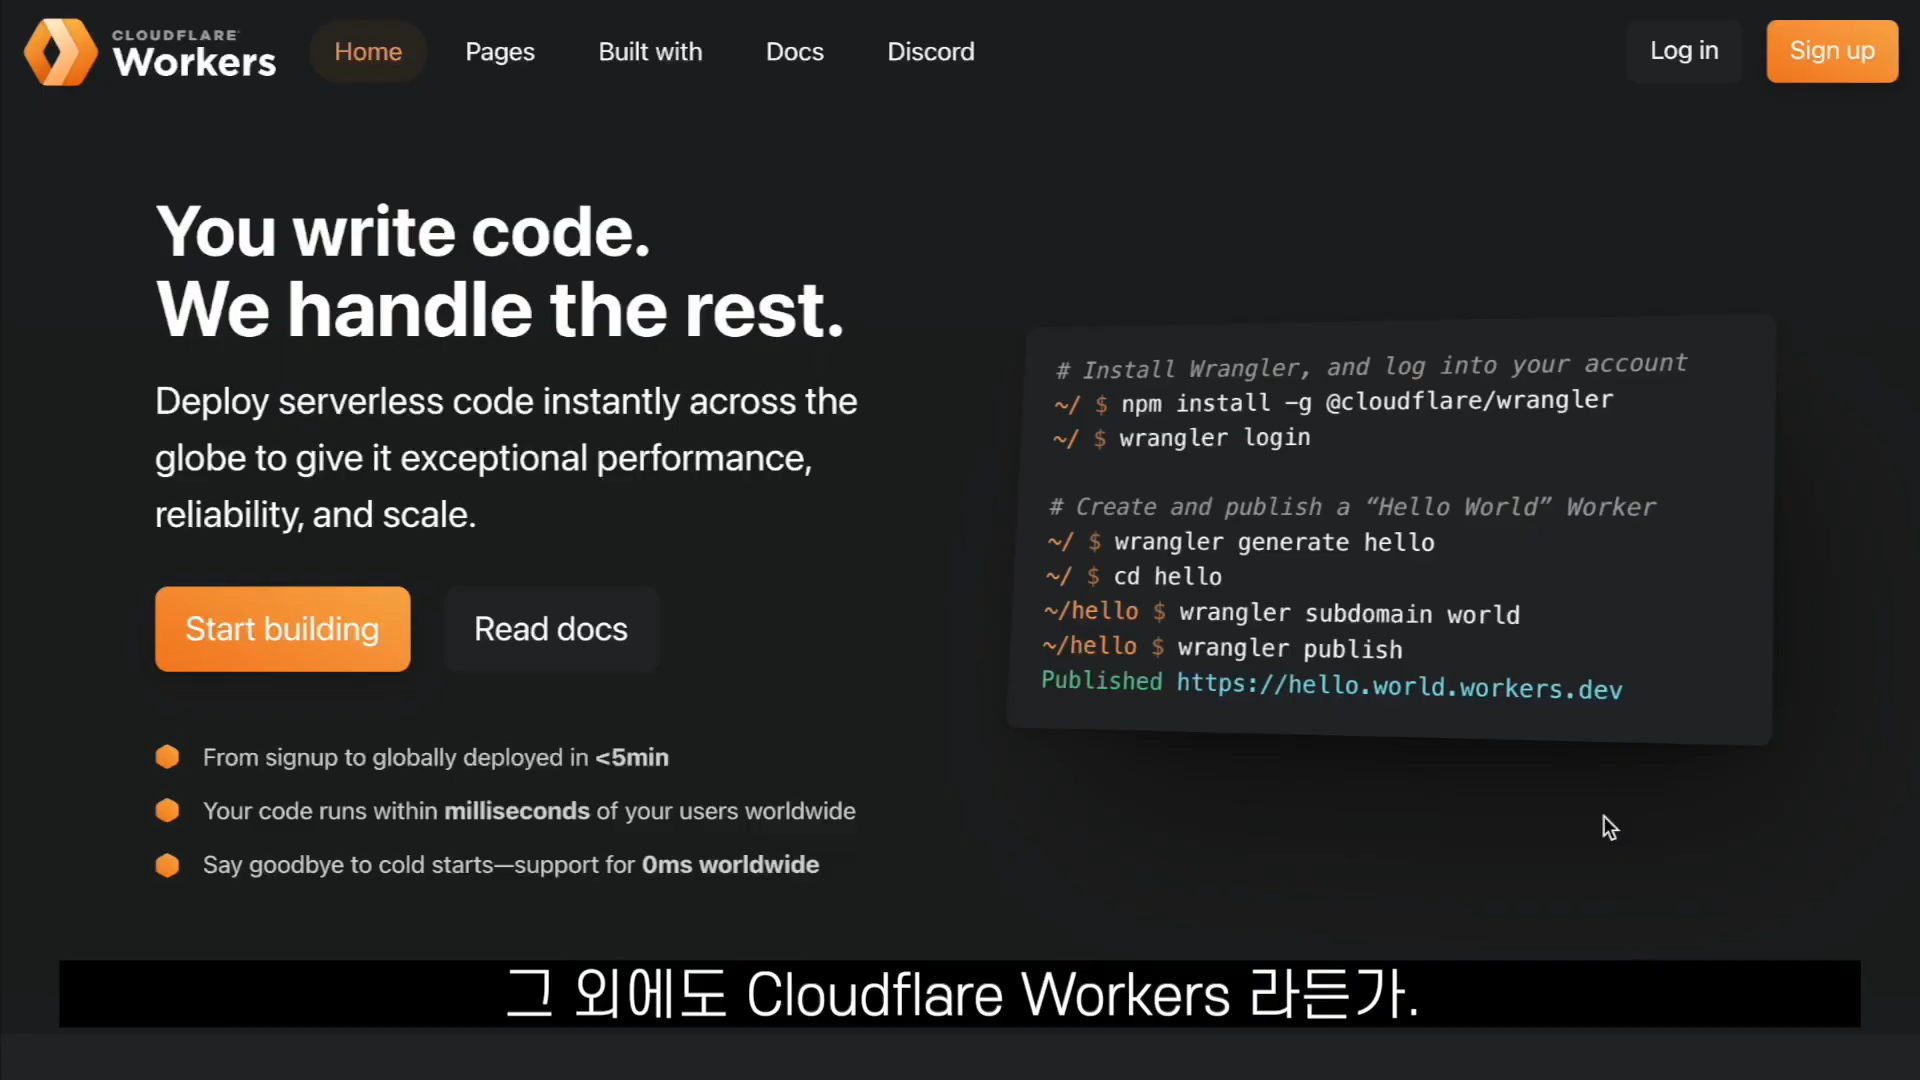 CLOUDFLARE
Workers
Home
Pages
Built with
Docs
Discord
Log in
Sign up
You write code.
We handle the rest.
Deploy serverless code instantly across the
globe to give it exceptional performance,
reliability, and scale.
Start building
Read docs
From signup to globally deployed in <5min
Your code runs within milliseconds of your users worldwide
Say goodbye to cold starts—support for 0ms worldwide
# Install Wrangler, and log into your account
~/ $ npm install -g @cloudflare/wrangler
~/ $ wrangler login
# Create and publish a “Hello World” Worker
~/ $ wrangler generate hello
~/ $ cd hello
~/hello $ wrangler subdomain world
~/hello $ wrangler publish
Published https://hello.world.workers.dev
그 외에도 Cloudflare Workers 라든가.